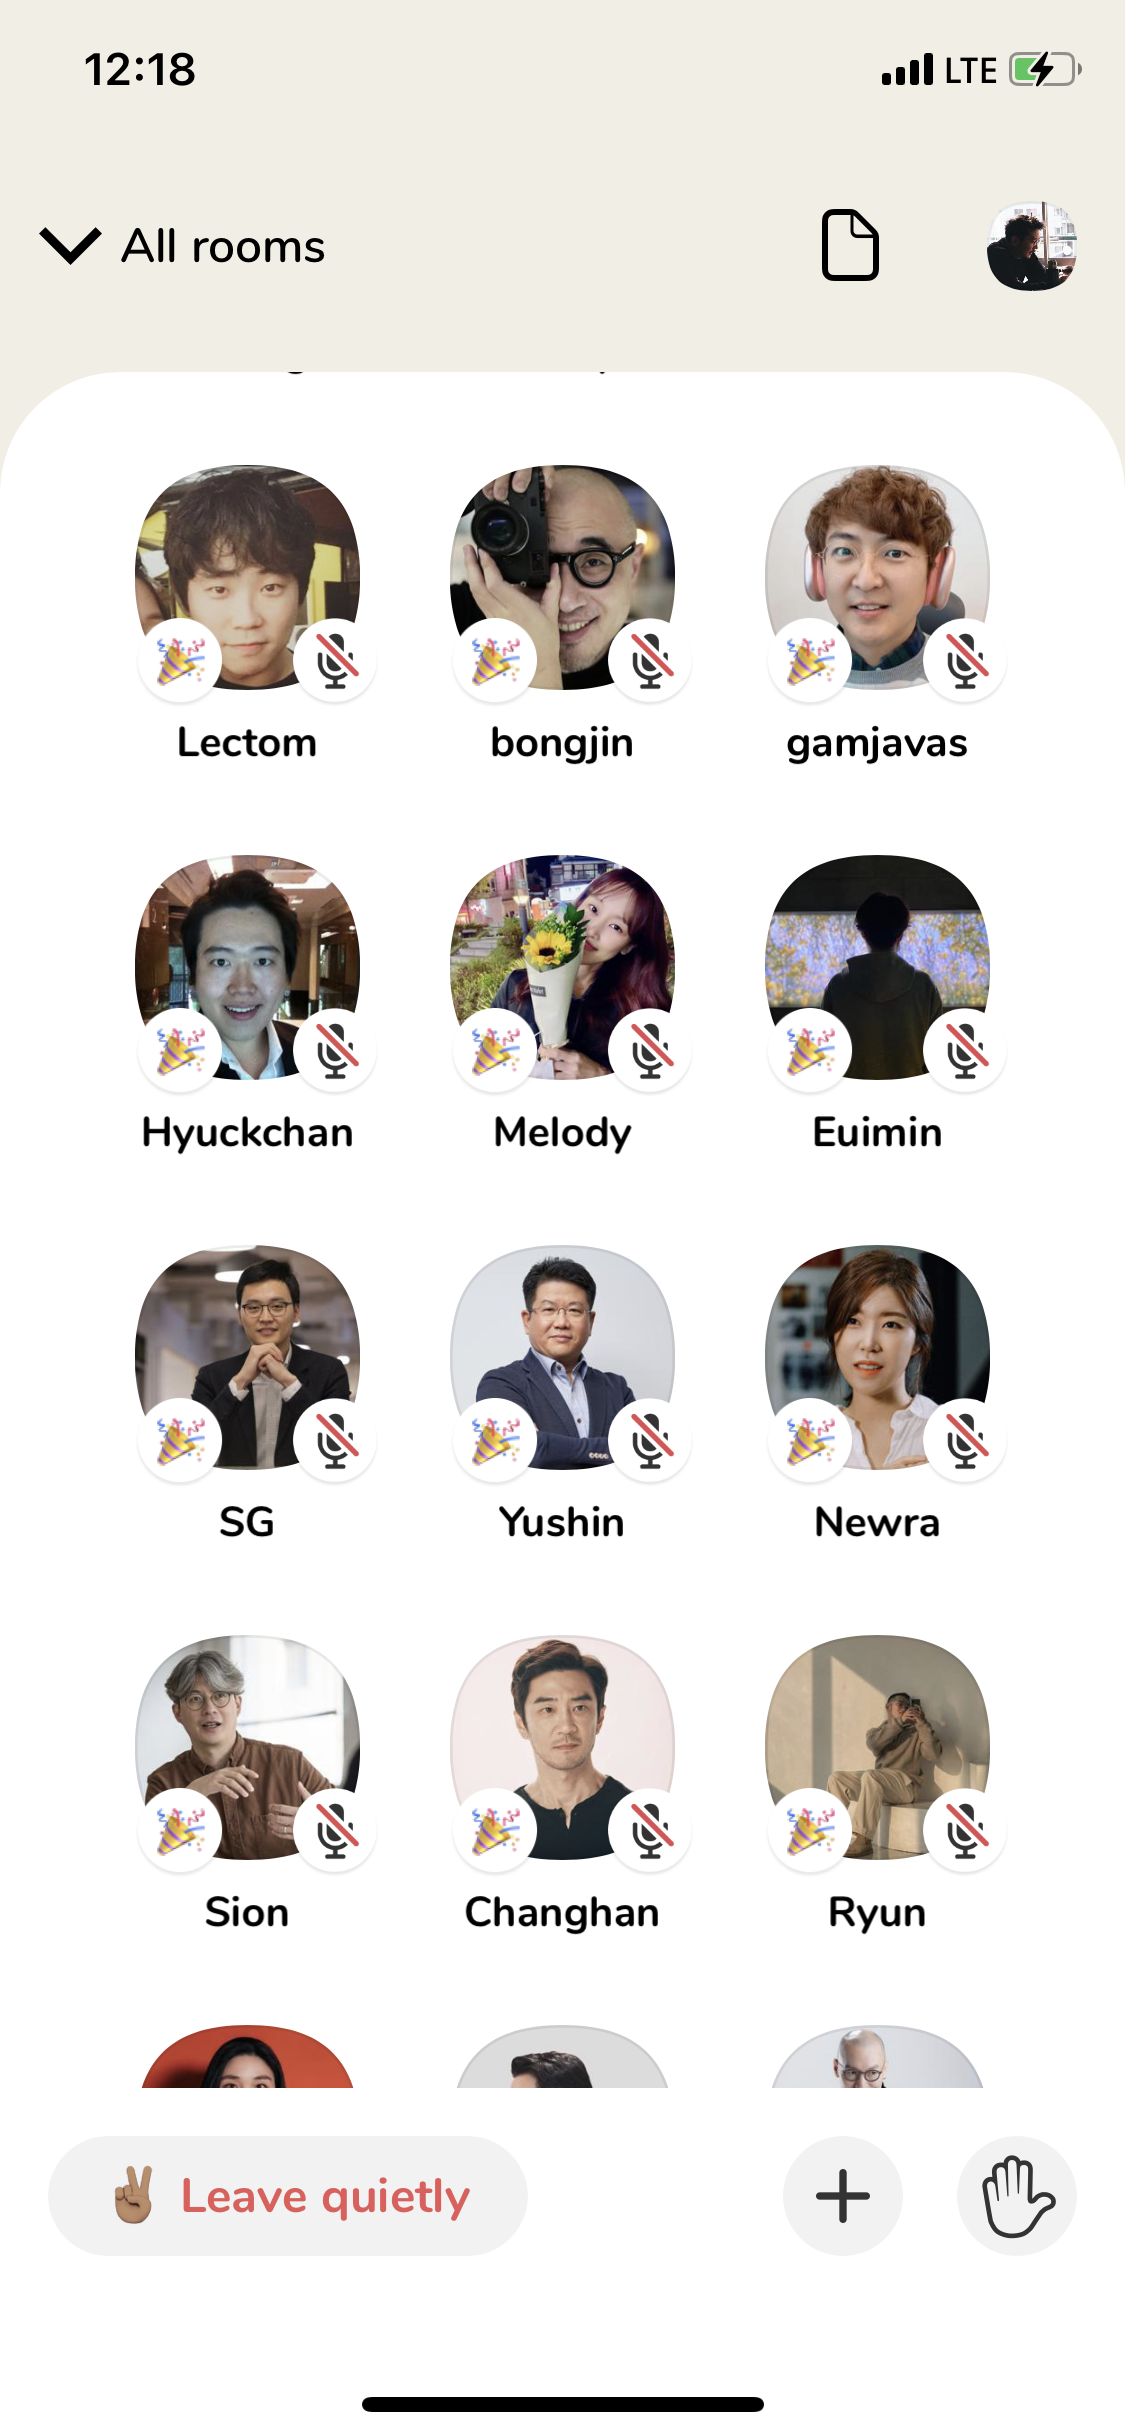 12:18
LTE
All rooms
Lectom
bongjin
gamjavas
Hyuckchan
Melody
Euimin
SG
Yushin
Newra
Sion
Changhan
Ryun
Leave quietly